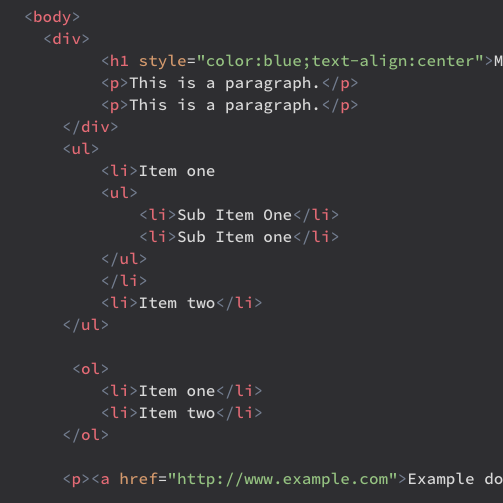 <body>
<div>
<h1 style="color:blue;text-align:center">M
<p>This is a paragraph.</p>
<p>This is a paragraph.</p>
</div>
<ul>
<li>Item one
<ul>
<li>Sub Item One</li>
<li>Sub Item one</li>
</ul>
</li>
<li>Item two</li>
</ul>
<ol>
<li>Item one</li>
<li>Item two</li>
</ol>
<p><a href="http://www.example.com">Example do